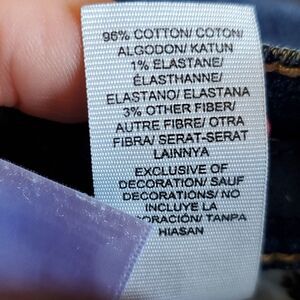 96% COTTON/ COTON/
ALGODON/ KATUN
1% ELASTANE/
ÉLASTHANNE/
ELASTANO/ ELASTANA
3% OTHER FIBER/
AUTRE FIBRE/ OTRA
FIBRA/ SERAT-SERAT
LAINNYA
EXCLUSIVE OF
DECORATION/ SAUF
DECORATIONS/ NO
INCLUYE LA
ORACIÓN/ TANPA
HIASAN